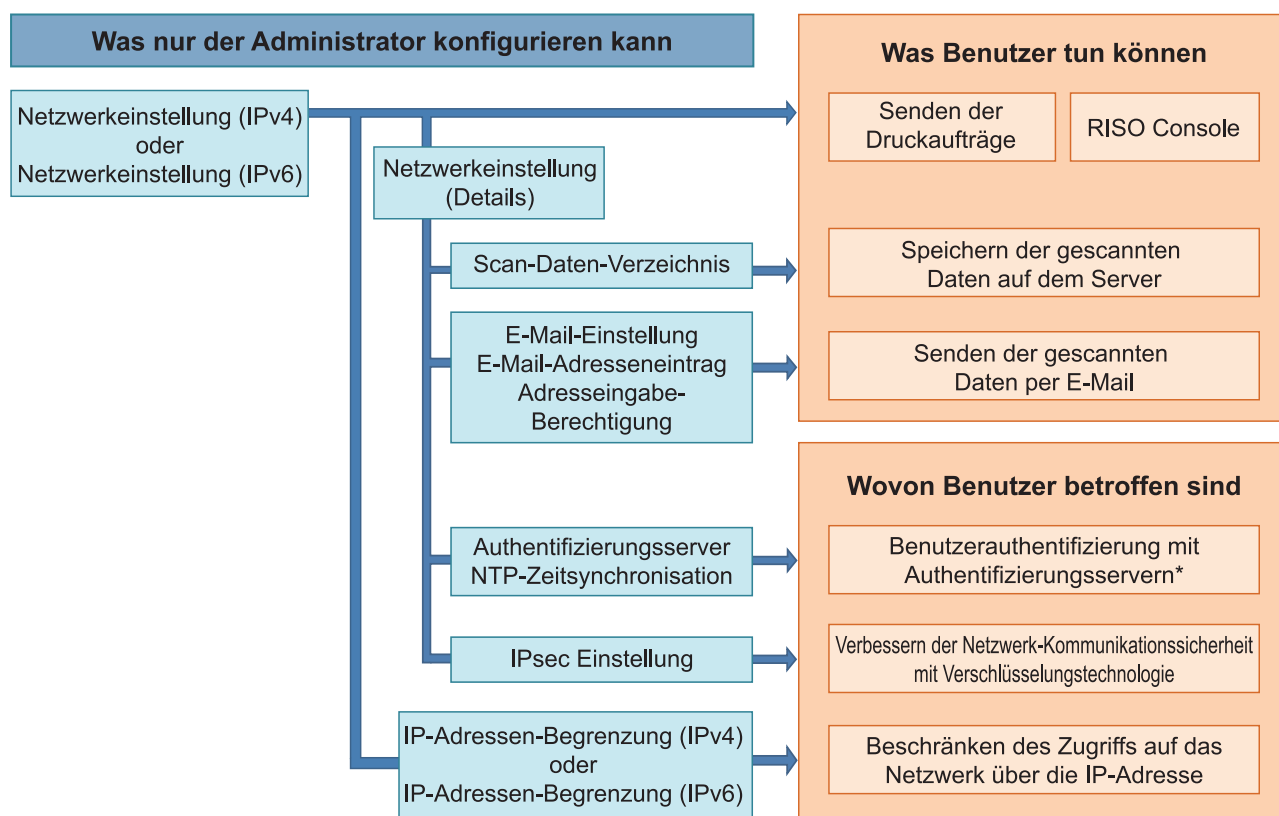 Was nur der Administrator konfigurieren kann
Netzwerkeinstellung (IPv4)
oder
Netzwerkeinstellung (IPv6)
Netzwerkeinstellung
(Details)
Scan-Daten-Verzeichnis
E-Mail-Einstellung
E-Mail-Adresseneintrag
Adresseingabe-
Berechtigung
Authentifizierungsserver
NTP-Zeitsynchronisation
IPsec Einstellung
IP-Adressen-Begrenzung (IPv4)
oder
IP-Adressen-Begrenzung (IPv6)
Was Benutzer tun können
Senden der
Druckaufträge
RISO Console
Speichern der gescannten
Daten auf dem Server
Senden der gescannten
Daten per E-Mail
Wovon Benutzer betroffen sind
Benutzerauthentifizierung mit
Authentifizierungsservern*
Verbessern der Netzwerk-Kommunikationssicherheit
mit Verschlüsselungstechnologie
Beschränken des Zugriffs auf das
Netzwerk über die IP-Adresse